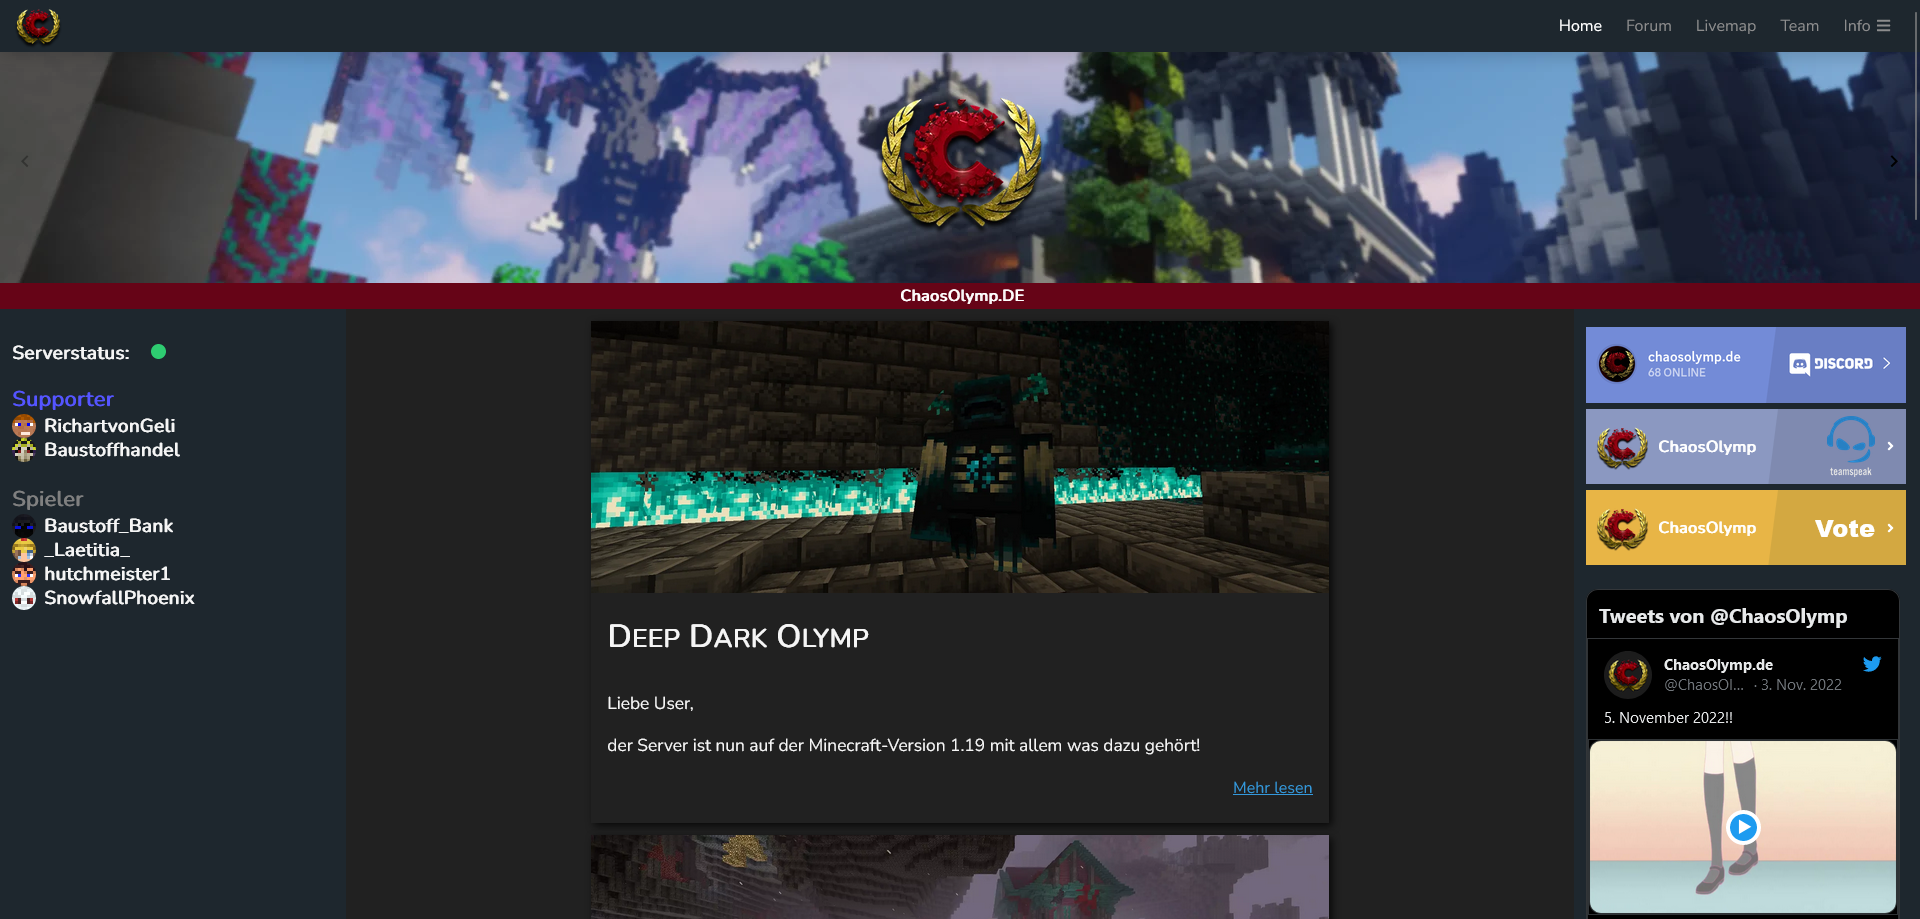 Home
Forum
Livemap
Team
Info
ChaosOlymp.DE
Serverstatus:
Supporter
RichartvonGeli
Baustoffhandel
Spieler
Baustoff_Bank
_Laetitia_
hutchmeister1
SnowfallPhoenix
Deep Dark Olymp
Liebe User,
der Server ist nun auf der Minecraft-Version 1.19 mit allem was dazu gehört!
Mehr lesen
chaosolymp.de
68 ONLINE
DISCORD
ChaosOlymp
teamspeak
ChaosOlymp
Vote
Tweets von @ChaosOlymp
ChaosOlymp.de
@ChaosOl... · 3. Nov. 2022
5. November 2022!!